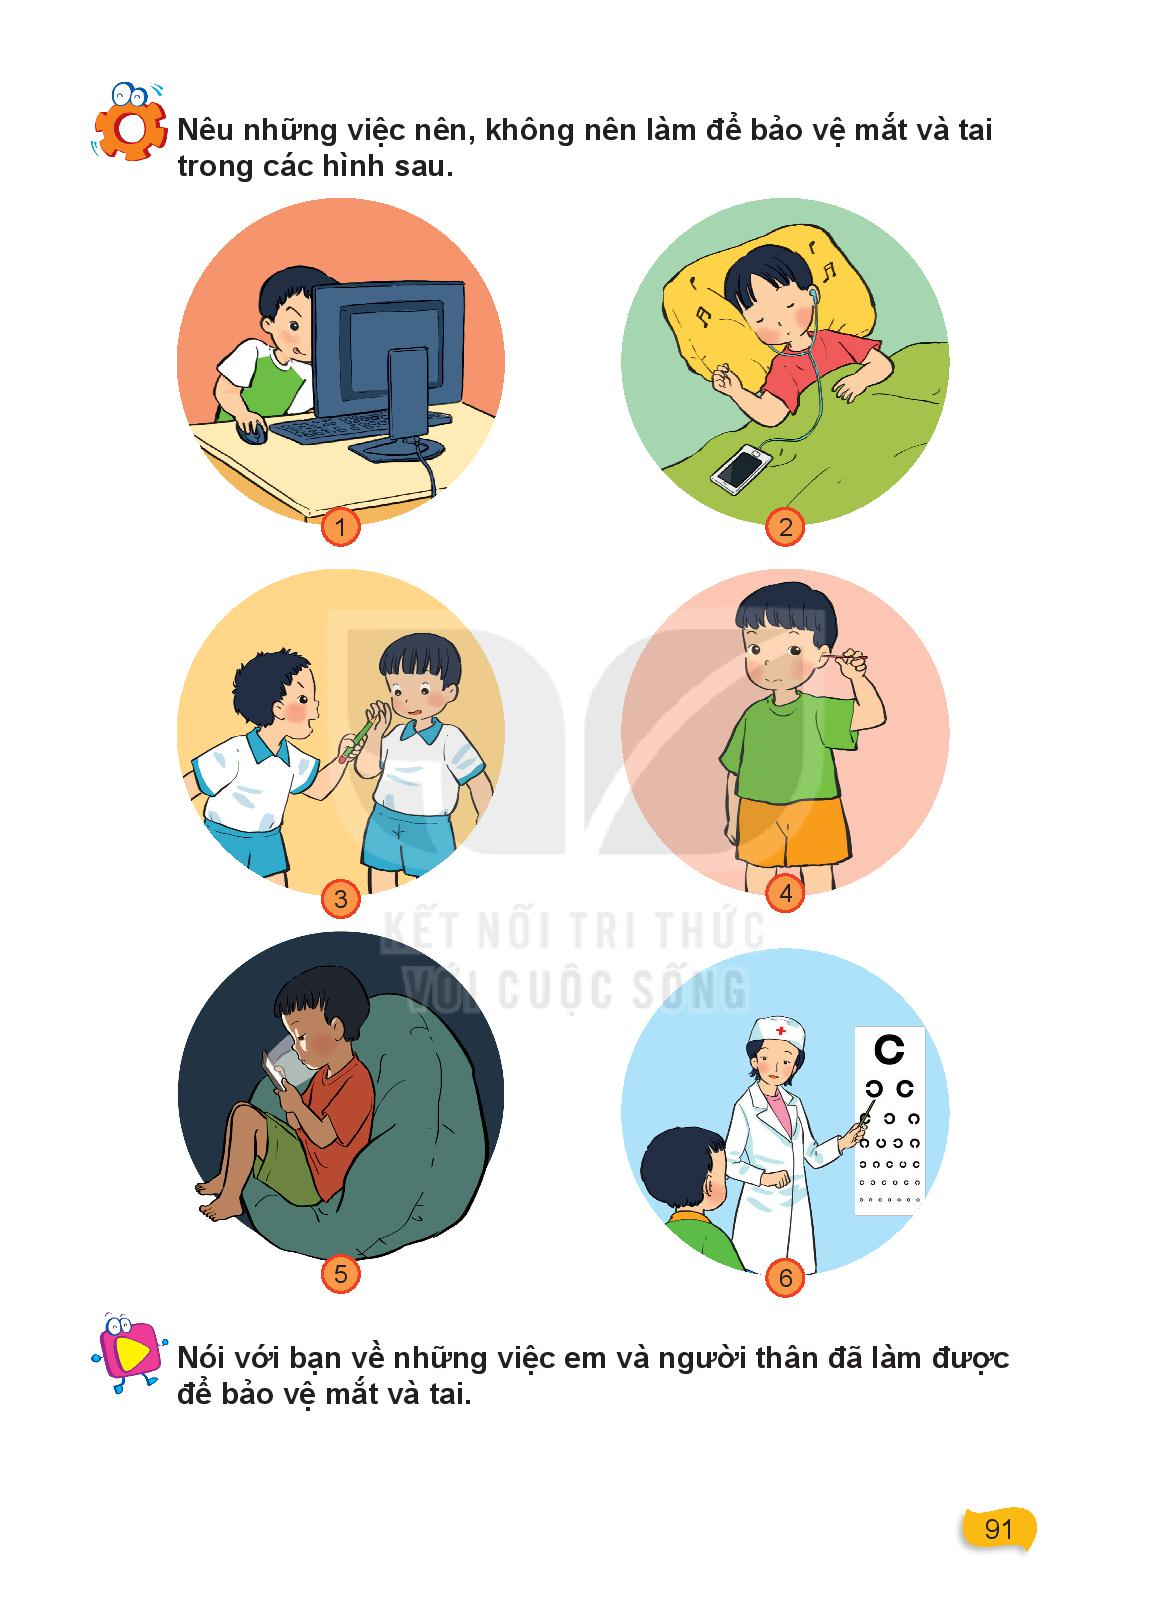 Nêu những việc nên, không nên làm để bảo vệ mắt và tai
trong các hình sau.
1
2
3
4
KẾT NỐI TRI THỨC
VỚI CUỘC SỐNG
C
C C
C C C
C C C C
C C C C C
C C C C C C
C C C C C C C
5
6
Nói với bạn về những việc em và người thân đã làm được
để bảo vệ mắt và tai.
91